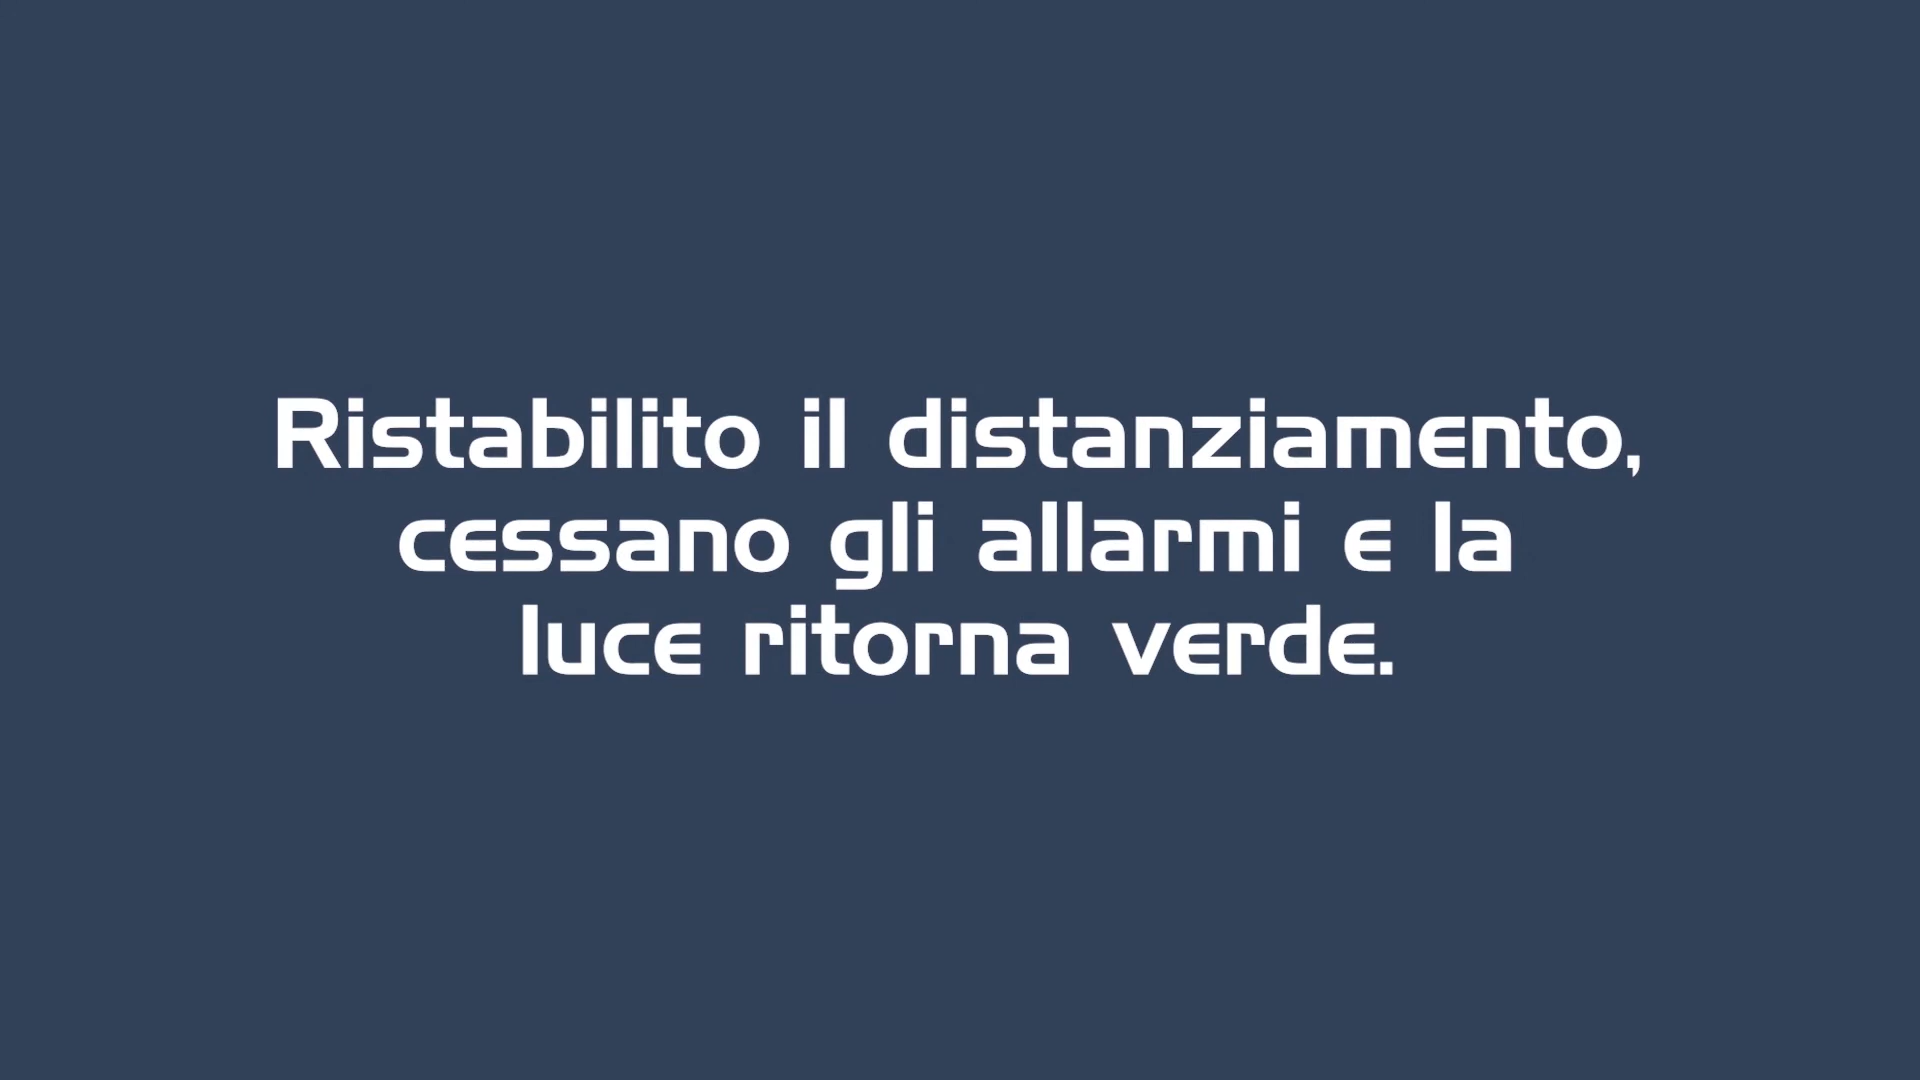 Ristabilito il distanziamento,
cessano gli allarmi e la
luce ritorna verde.